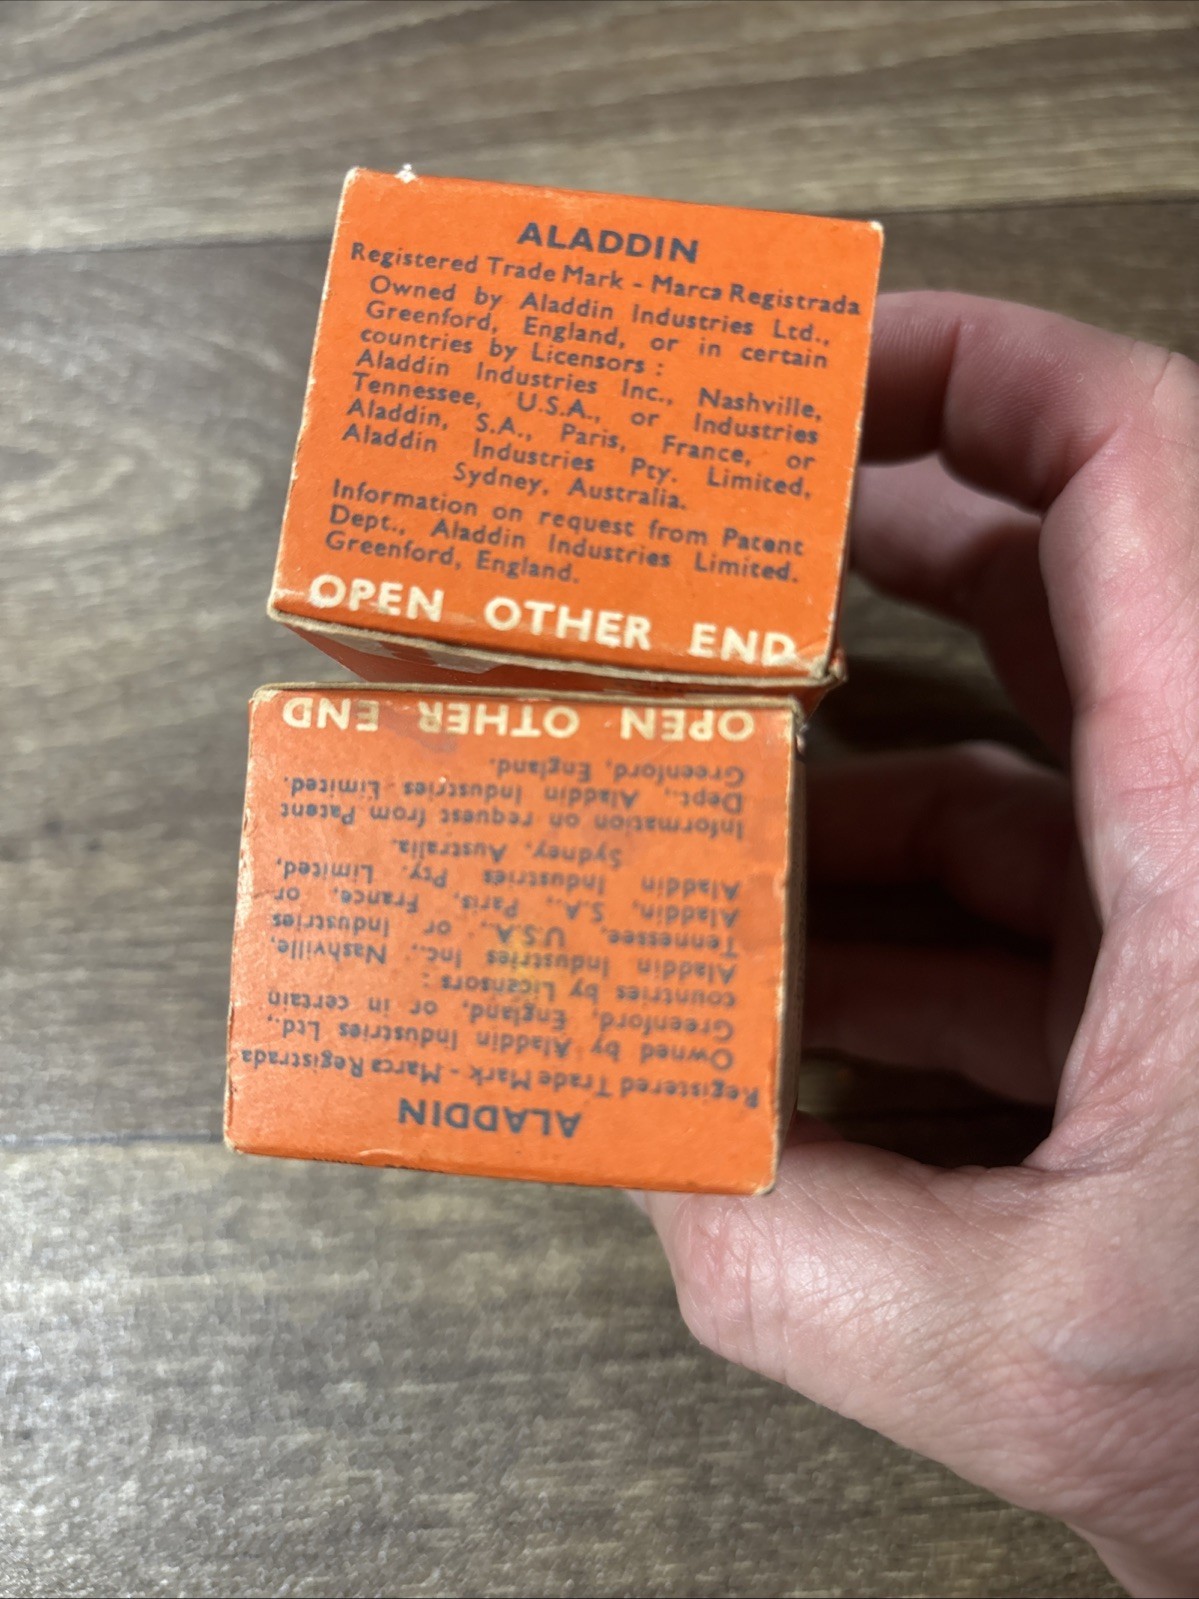 ALADDIN
Registered Trade Mark - Marca Registrada
Owned by Aladdin Industries Ltd.,
Greenford, England, or in certain
countries by Licensors :
Aladdin Industries Inc., Nashville,
Tennessee, U.S.A., or Industries
Aladdin, S.A., Paris, France, or
Aladdin Industries Pty. Limited,
Sydney, Australia.
Information on request from Patent
Dept., Aladdin Industries Limited.
Greenford, England.
OPEN OTHER END
ALADDIN
Registered Trade Mark - Marca Registrada
Owned by Aladdin Industries Ltd.,
Greenford, England, or in certain
countries by Licensors :
Aladdin Industries Inc., Nashville,
Tennessee, U.S.A., or Industries
Aladdin, S.A., Paris, France, or
Aladdin Industries Pty. Limited,
Sydney, Australia.
Information on request from Patent
Dept., Aladdin Industries Limited.
Greenford, England.
OPEN OTHER END